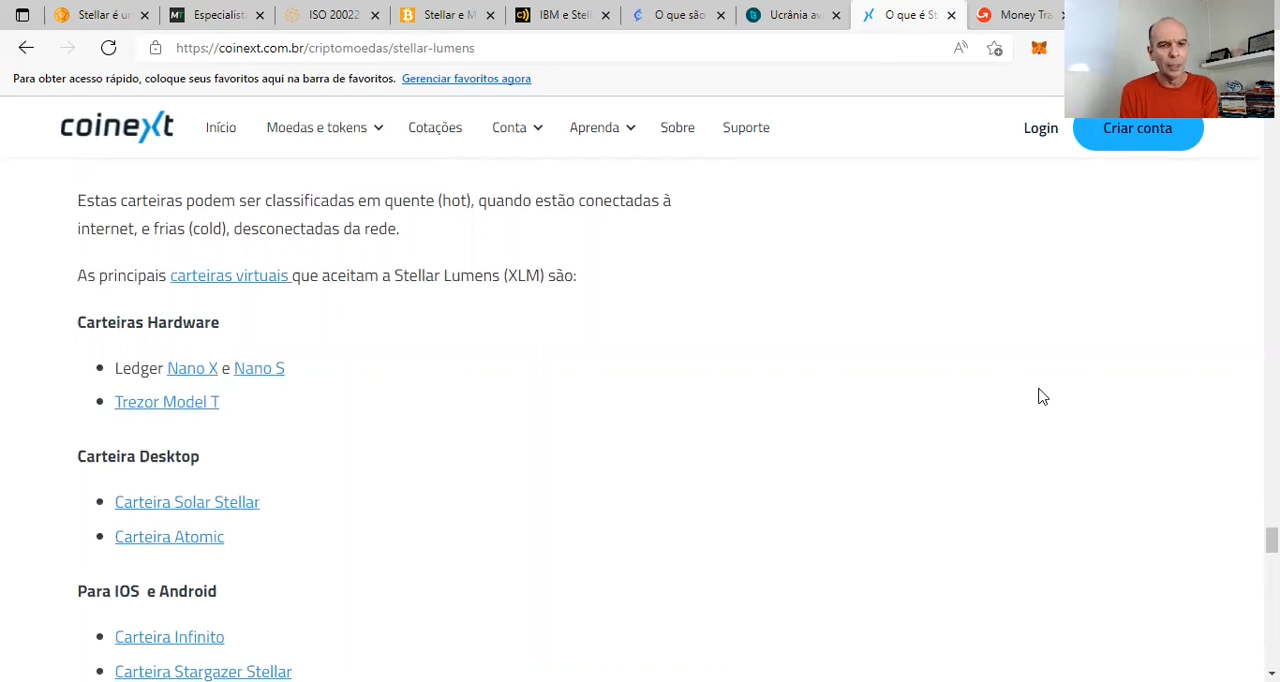 Stellar é ur
Especialist
ISO 20022
Stellar e M
IBM e Stell
O que são
Ucrânia av
O que é St
Money Tra
https://coinext.com.br/criptomoedas/stellar-lumens
Para obter acesso rápido, coloque seus favoritos aqui na barra de favoritos. Gerenciar favoritos agora
coinext
Início
Moedas e tokens
Cotações
Conta
Aprenda
Sobre
Suporte
Login
Criar conta
Estas carteiras podem ser classificadas em quente (hot), quando estão conectadas à
internet, e frias (cold), desconectadas da rede.
As principais carteiras virtuais que aceitam a Stellar Lumens (XLM) são:
Carteiras Hardware
Ledger Nano X e Nano S
Trezor Model T
Carteira Desktop
Carteira Solar Stellar
Carteira Atomic
Para IOS e Android
Carteira Infinito
Carteira Stargazer Stellar